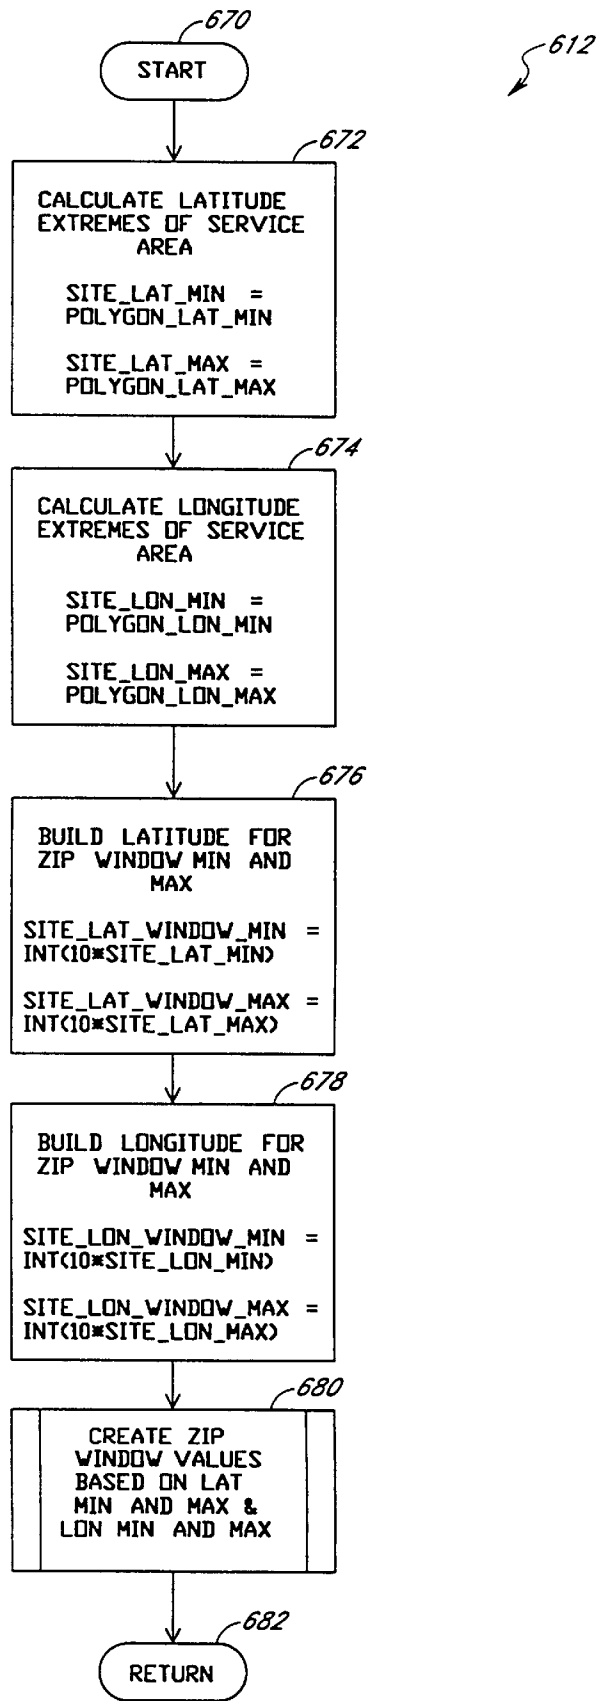 670
START
612
672
CALCULATE LATITUDE
EXTREMES OF SERVICE
AREA
SITE_LAT_MIN =
POLYGON_LAT_MIN
SITE_LAT_MAX =
POLYGON_LAT_MAX
674
CALCULATE LONGITUDE
EXTREMES OF SERVICE
AREA
SITE_LON_MIN =
POLYGON_LON_MIN
SITE_LON_MAX =
POLYGON_LON_MAX
676
BUILD LATITUDE FOR
ZIP WINDOW MIN AND
MAX
SITE_LAT_WINDOW_MIN =
INT(10*SITE_LAT_MIN)
SITE_LAT_WINDOW_MAX =
INT(10*SITE_LAT_MAX)
678
BUILD LONGITUDE FOR
ZIP WINDOW MIN AND
MAX
SITE_LON_WINDOW_MIN =
INT(10*SITE_LON_MIN)
SITE_LON_WINDOW_MAX =
INT(10*SITE_LON_MAX)
680
CREATE ZIP
WINDOW VALUES
BASED ON LAT
MIN AND MAX &
LON MIN AND MAX
682
RETURN